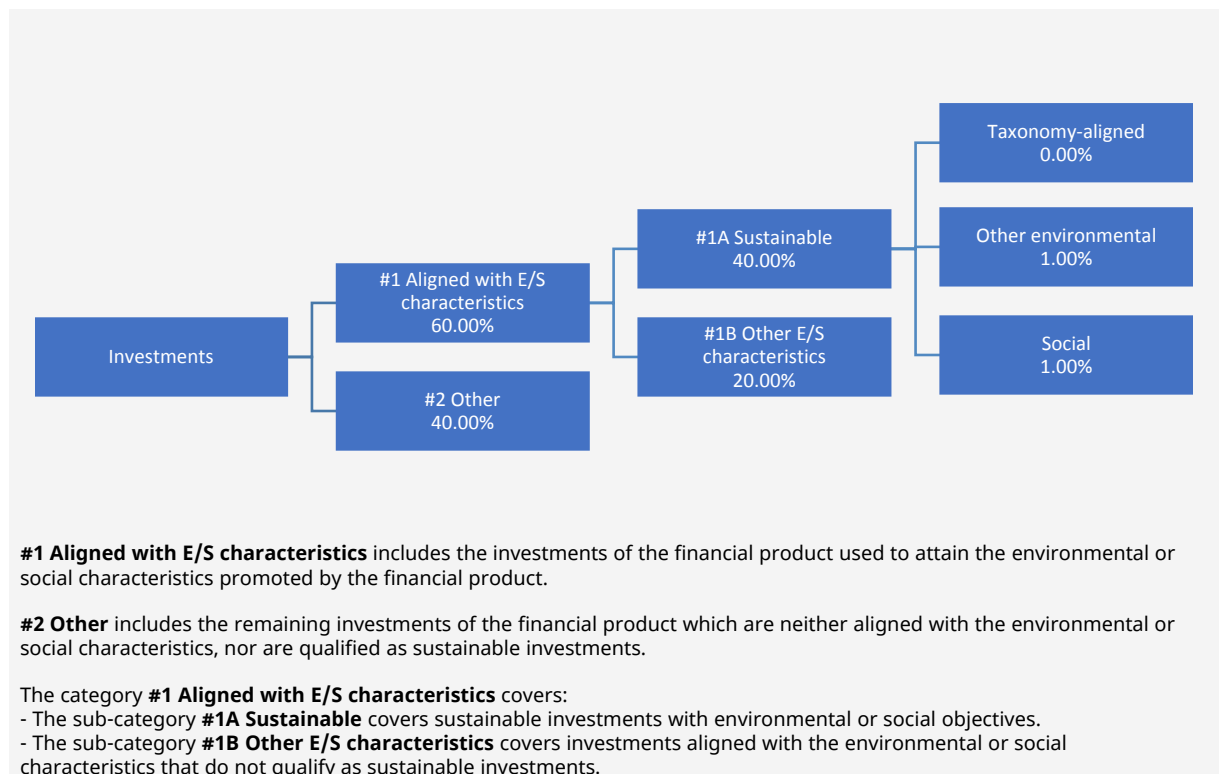 Taxonomy-aligned
0.00%
#1A Sustainable
40.00%
Other environmental
1.00%
#1 Aligned with E/S
characteristics
60.00%
Investments
#1B Other E/S
characteristics
20.00%
Social
1.00%
#2 Other
40.00%
#1 Aligned with E/S characteristics includes the investments of the financial product used to attain the environmental or
social characteristics promoted by the financial product.
#2 Other includes the remaining investments of the financial product which are neither aligned with the environmental or
social characteristics, nor are qualified as sustainable investments.
The category #1 Aligned with E/S characteristics covers:
- The sub-category #1A Sustainable covers sustainable investments with environmental or social objectives.
- The sub-category #1B Other E/S characteristics covers investments aligned with the environmental or social
characteristics that do not qualify as sustainable investments.